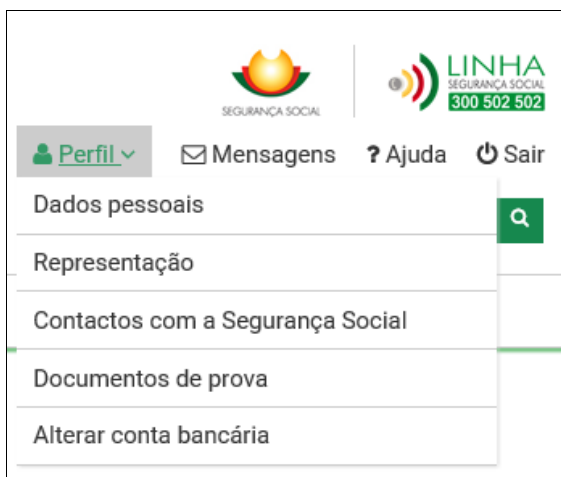 SEGURANÇA SOCIAL
LINHA
SEGURANÇA SOCIAL
300 502 502
Perfil
Mensagens
? Ajuda
Sair
Dados pessoais
Representação
Contactos com a Segurança Social
Documentos de prova
Alterar conta bancária